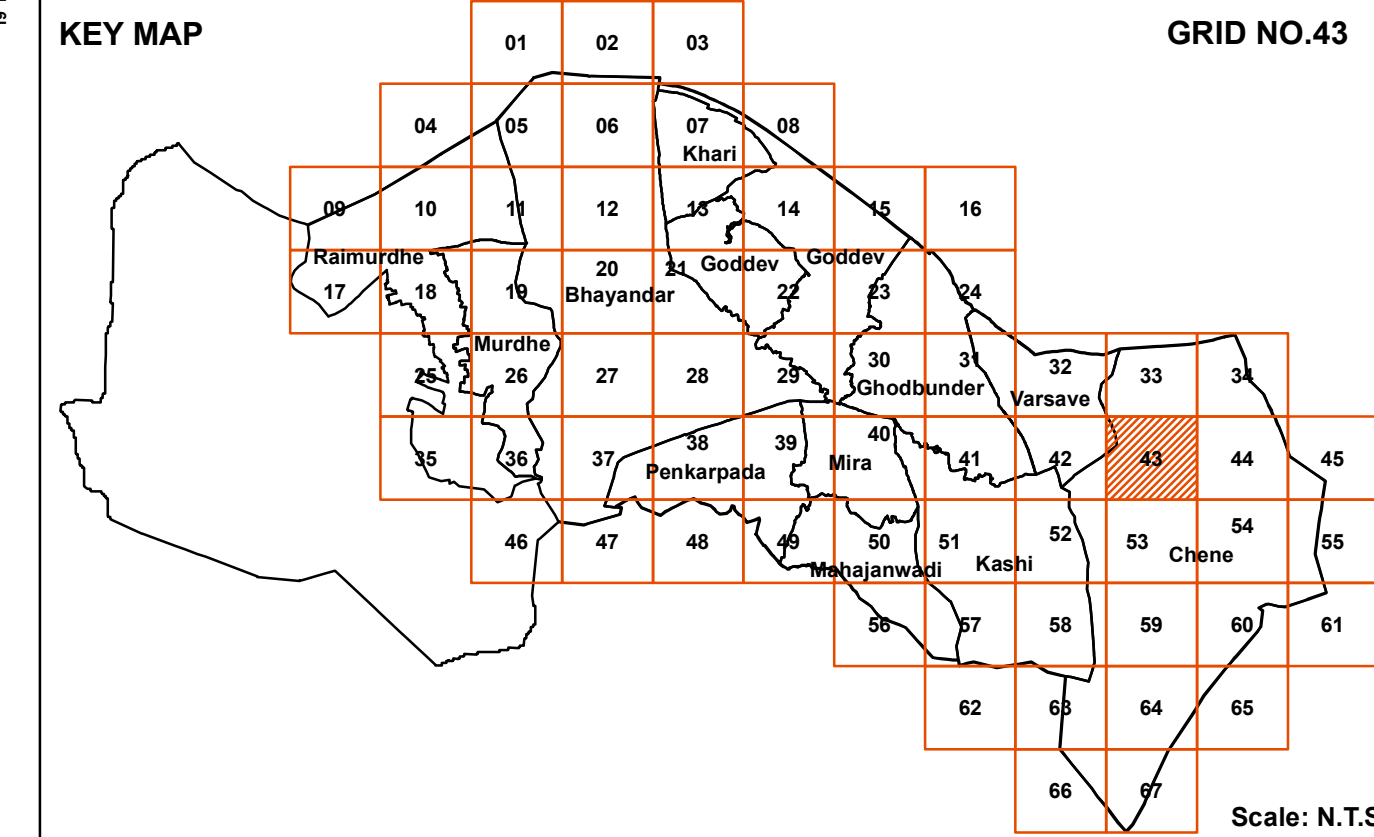 KEY MAP
GRID NO.43
01 02 03
04 05 06 07 08
Khari
09 10 11 12 13 14 15 16
Raimurdhe Goddev Goddev
17 18 19 20 21 22 23 24
Bhayandar
Murdhe
25 26 27 28 29 30 31 32 33 34
Ghodbunder Varsave
35 36 37 38 39 40 41 42 43 44 45
Penkarpada Mira
46 47 48 49 50 51 52 53 54 55
Mahajanwadi Kashi Chene
56 57 58 59 60 61
62 63 64 65
66 67
Scale: N.T.S